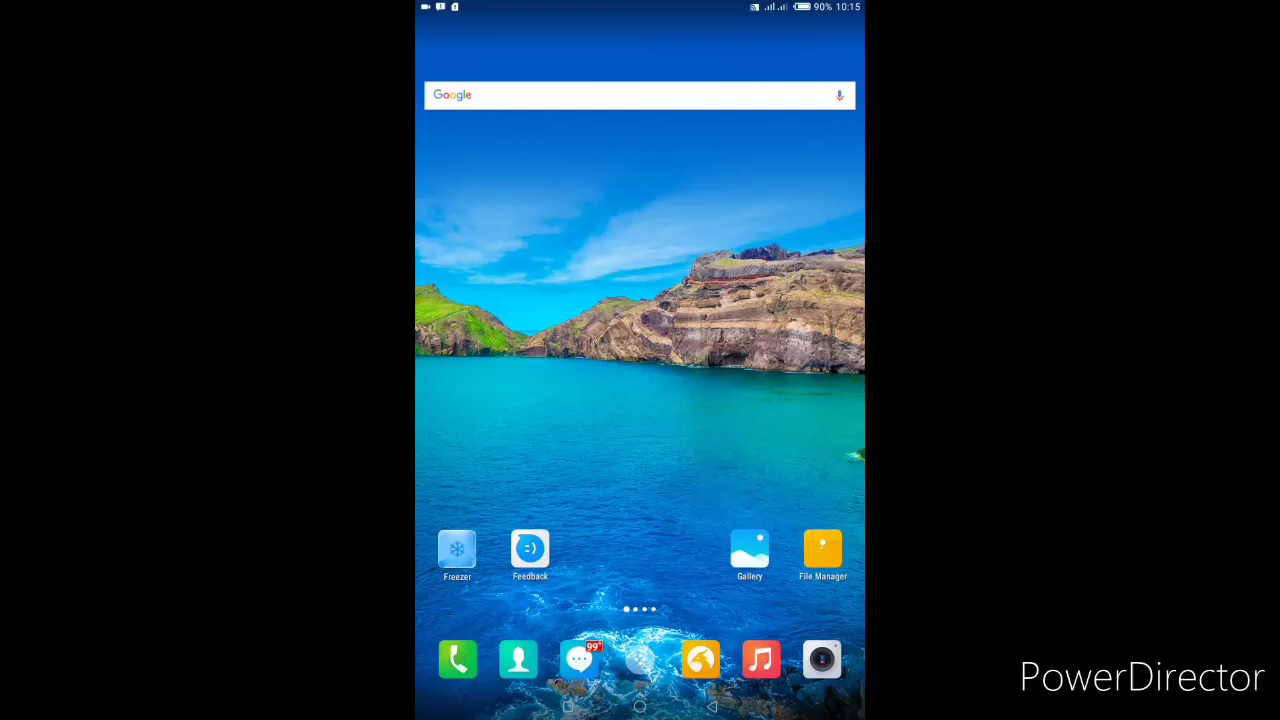 90% 10:15
Google
Freezer
Feedback
Gallery
File Manager
99+
PowerDirector